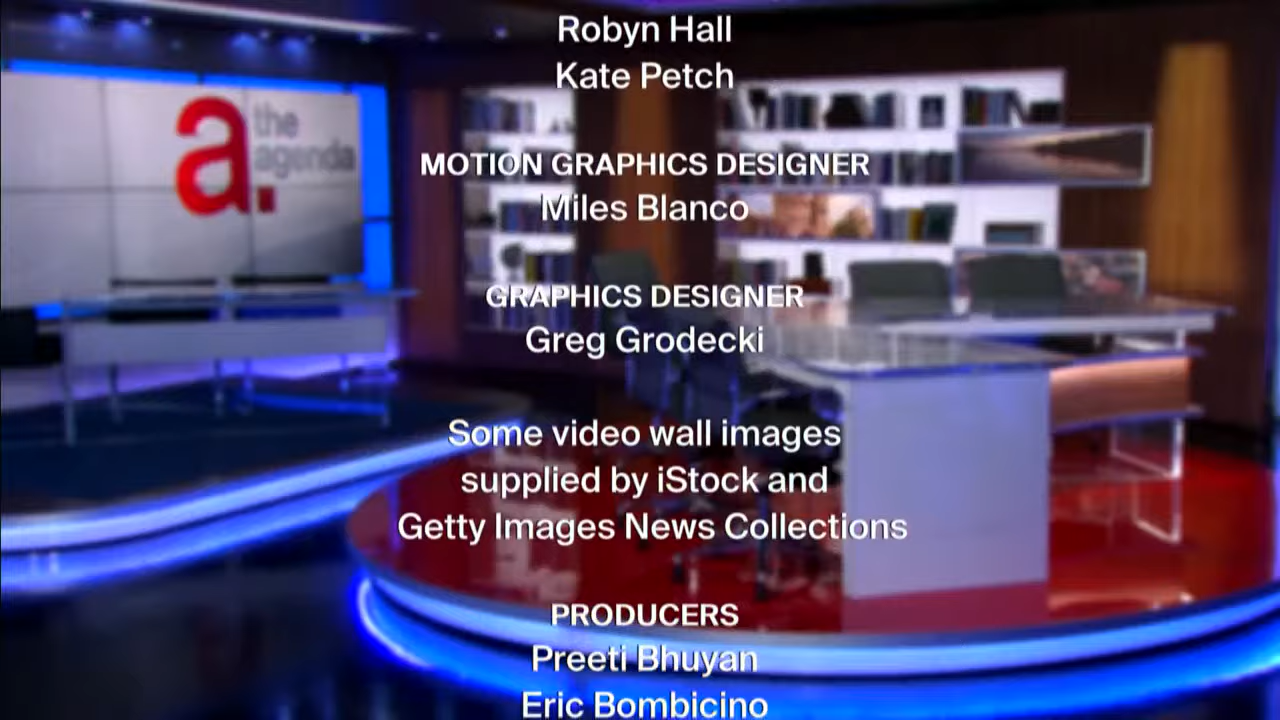 Robyn Hall
Kate Petch
a. the
agenda
MOTION GRAPHICS DESIGNER
Miles Blanco
GRAPHICS DESIGNER
Greg Grodecki
Some video wall images
supplied by iStock and
Getty Images News Collections
PRODUCERS
Preeti Bhuyan
Eric Bombicino